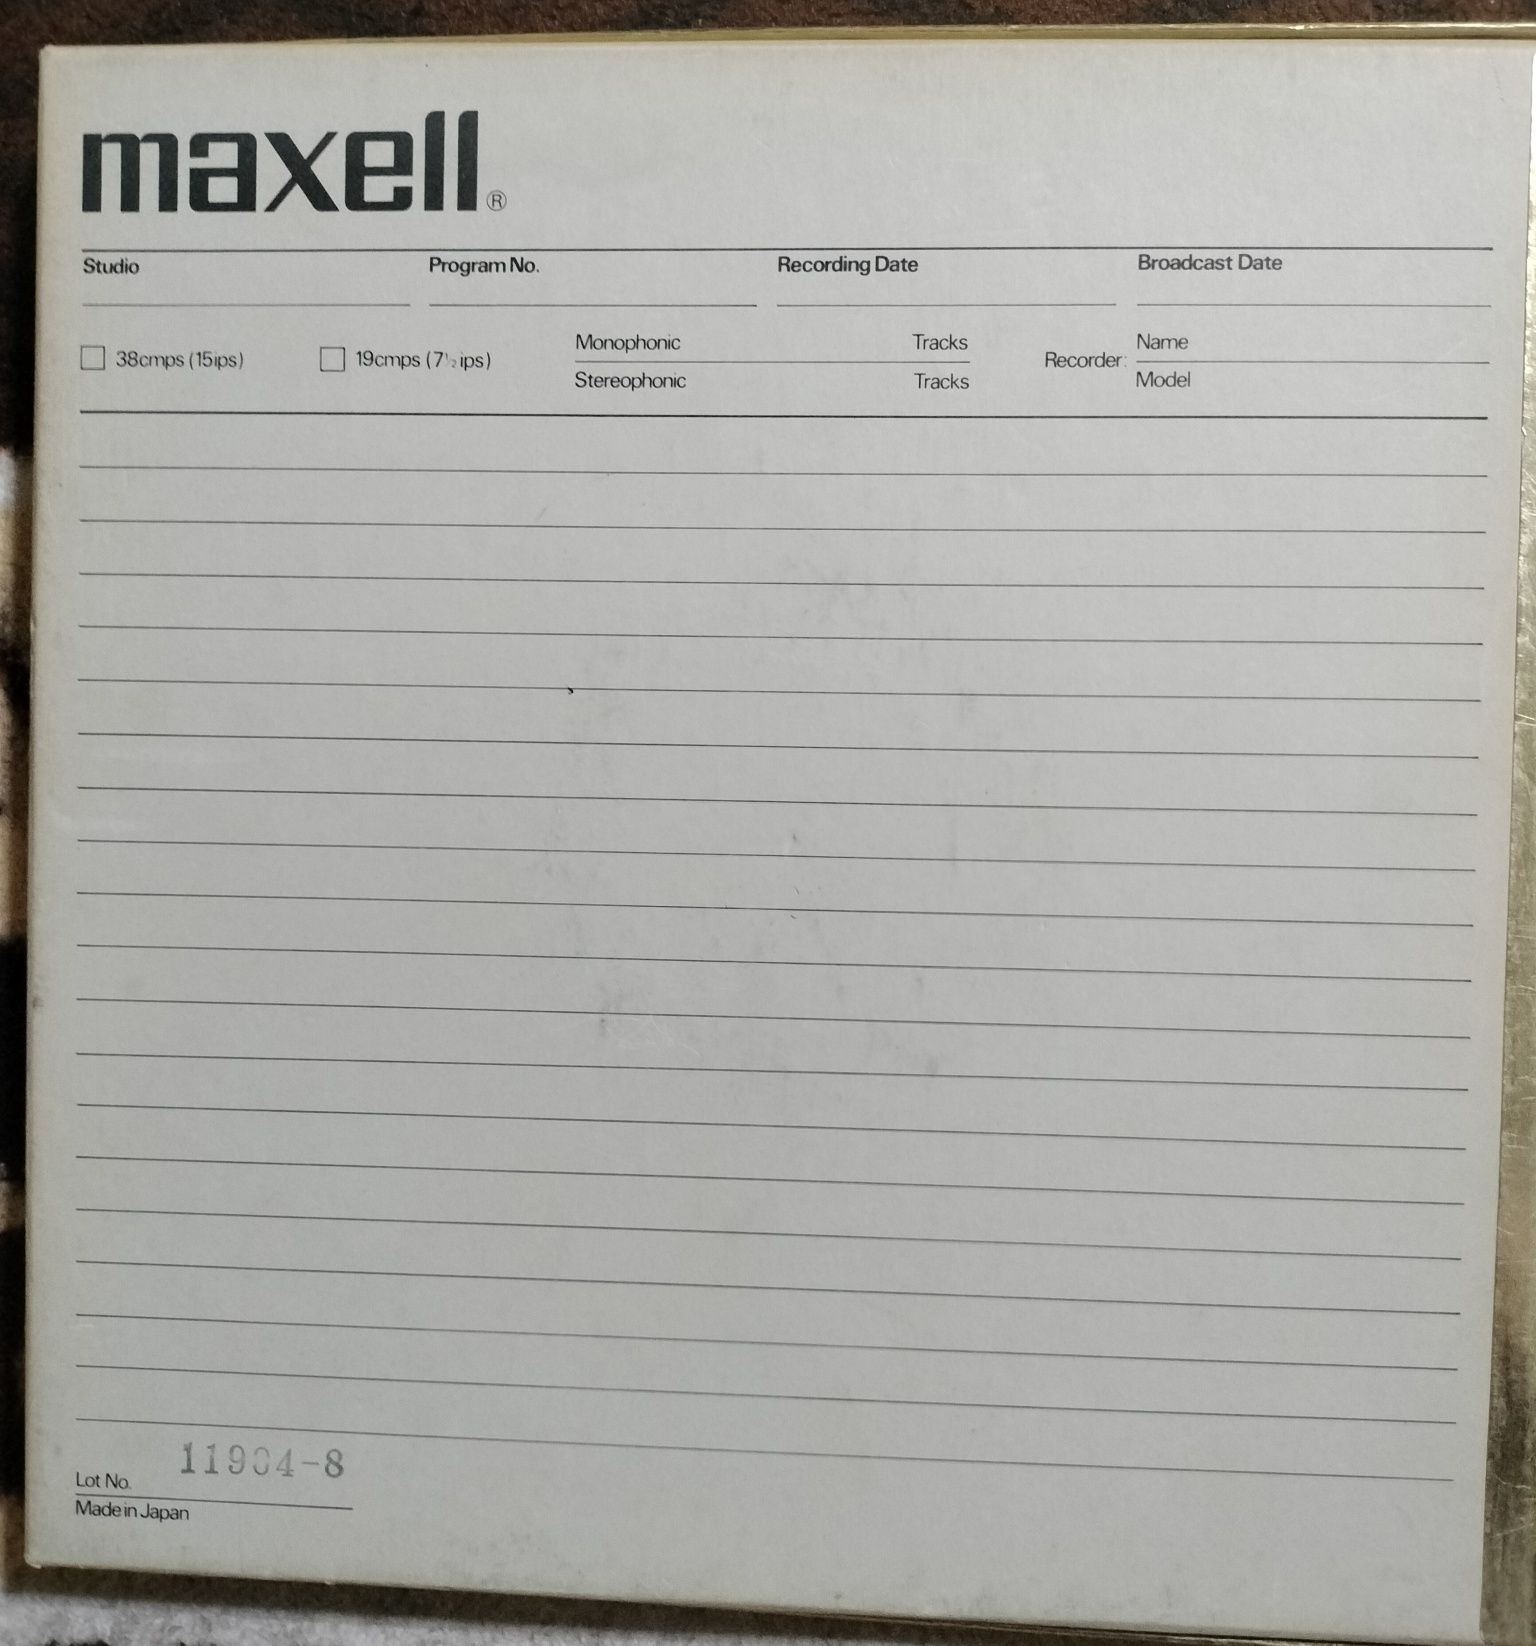 maxell®
Studio Program No. Recording Date Broadcast Date
38cmps (15ips) 19cmps (7½ips) Monophonic Tracks Recorder: Name
Stereophonic Tracks Model
11904-8
Lot No.
Made in Japan